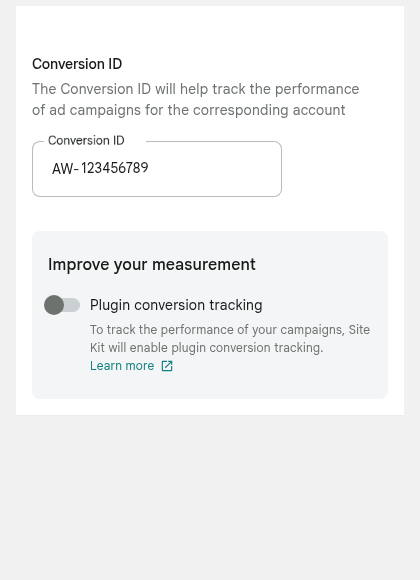 Conversion ID
The Conversion ID will help track the performance
of ad campaigns for the corresponding account
Conversion ID
AW- 123456789
Improve your measurement
Plugin conversion tracking
To track the performance of your campaigns, Site
Kit will enable plugin conversion tracking.
Learn more